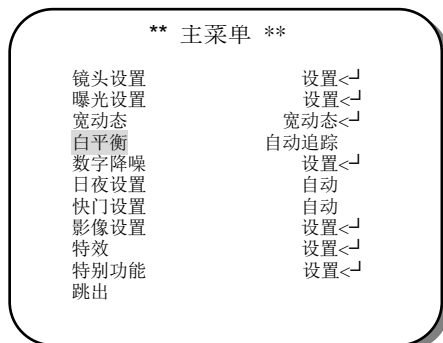 ** 主菜单 **
镜头设置 设置<┘
曝光设置 设置<┘
宽动态 宽动态<┘
白平衡 自动追踪
数字降噪 设置<┘
日夜设置 自动
快门设置 自动
影像设置 设置<┘
特效 设置<┘
特别功能 设置<┘
跳出